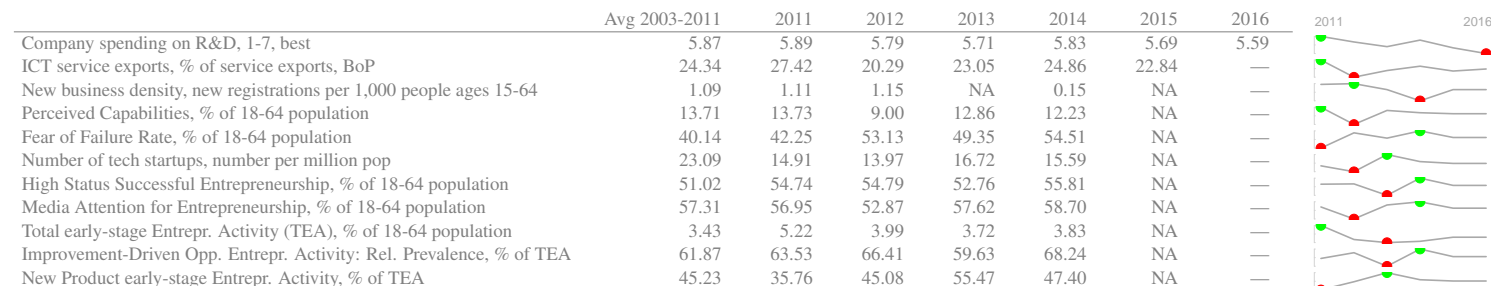 Avg 2003-2011 2011 2012 2013 2014 2015 2016 2011 2016
Company spending on R&D, 1-7, best 5.87 5.89 5.79 5.71 5.83 5.69 5.59
ICT service exports, % of service exports, BoP 24.34 27.42 20.29 23.05 24.86 22.84 —
New business density, new registrations per 1,000 people ages 15-64 1.09 1.11 1.15 NA 0.15 NA —
Perceived Capabilities, % of 18-64 population 13.71 13.73 9.00 12.86 12.23 NA —
Fear of Failure Rate, % of 18-64 population 40.14 42.25 53.13 49.35 54.51 NA —
Number of tech startups, number per million pop 23.09 14.91 13.97 16.72 15.59 NA —
High Status Successful Entrepreneurship, % of 18-64 population 51.02 54.74 54.79 52.76 55.81 NA —
Media Attention for Entrepreneurship, % of 18-64 population 57.31 56.95 52.87 57.62 58.70 NA —
Total early-stage Entrepr. Activity (TEA), % of 18-64 population 3.43 5.22 3.99 3.72 3.83 NA —
Improvement-Driven Opp. Entrepr. Activity: Rel. Prevalence, % of TEA 61.87 63.53 66.41 59.63 68.24 NA —
New Product early-stage Entrepr. Activity, % of TEA 45.23 35.76 45.08 55.47 47.40 NA —